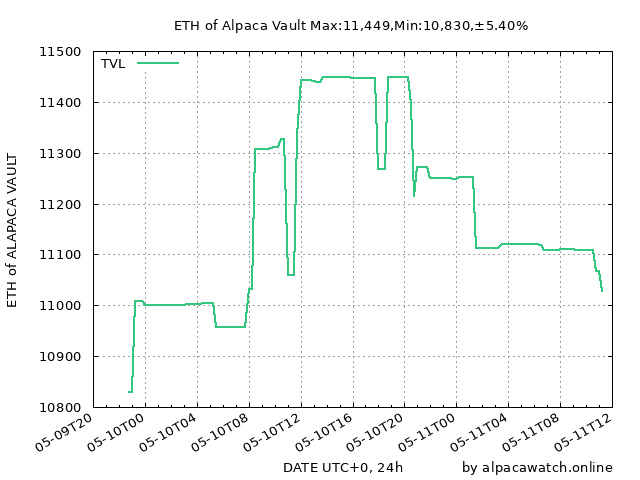 ETH of Alpaca Vault Max:11,449,Min:10,830,±5.40%
TVL
11500
11400
11300
11200
11100
11000
10900
10800
ETH of ALAPACA VAULT
05-09T20
05-10T00
05-10T04
05-10T08
05-10T12
05-10T16
05-10T20
05-11T00
05-11T04
05-11T08
05-11T12
DATE UTC+0, 24h
by alpacawatch.online